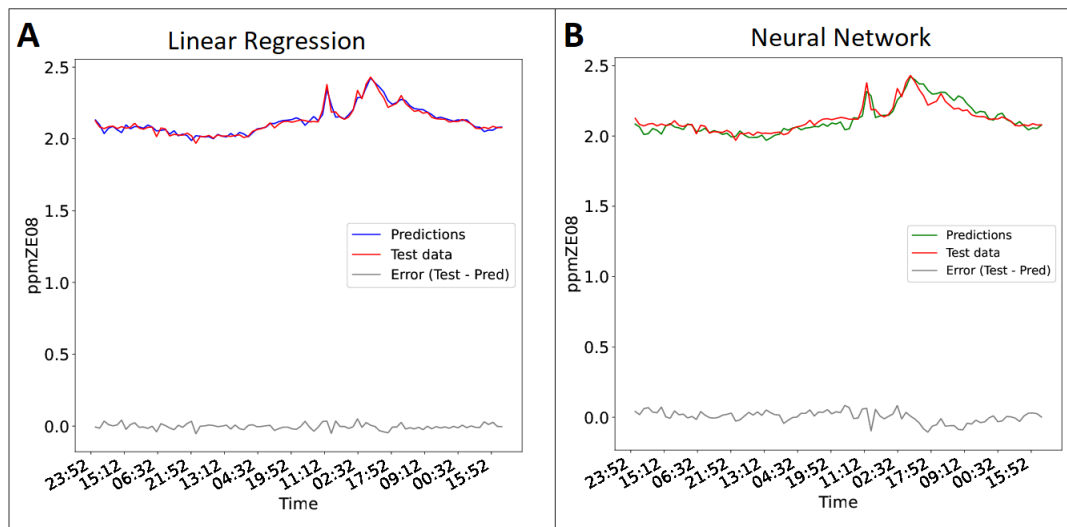 A
Linear Regression
2.5
2.0
1.5
1.0
0.5
0.0
ppmZE08
Predictions
Test data
Error (Test - Pred)
23:52
15:12
06:32
21:52
13:12
04:32
19:52
11:12
02:32
17:52
09:12
00:32
15:52
Time
B
Neural Network
2.5
2.0
1.5
1.0
0.5
0.0
ppmZE08
Predictions
Test data
Error (Test - Pred)
23:52
15:12
06:32
21:52
13:12
04:32
19:52
11:12
02:32
17:52
09:12
00:32
15:52
Time